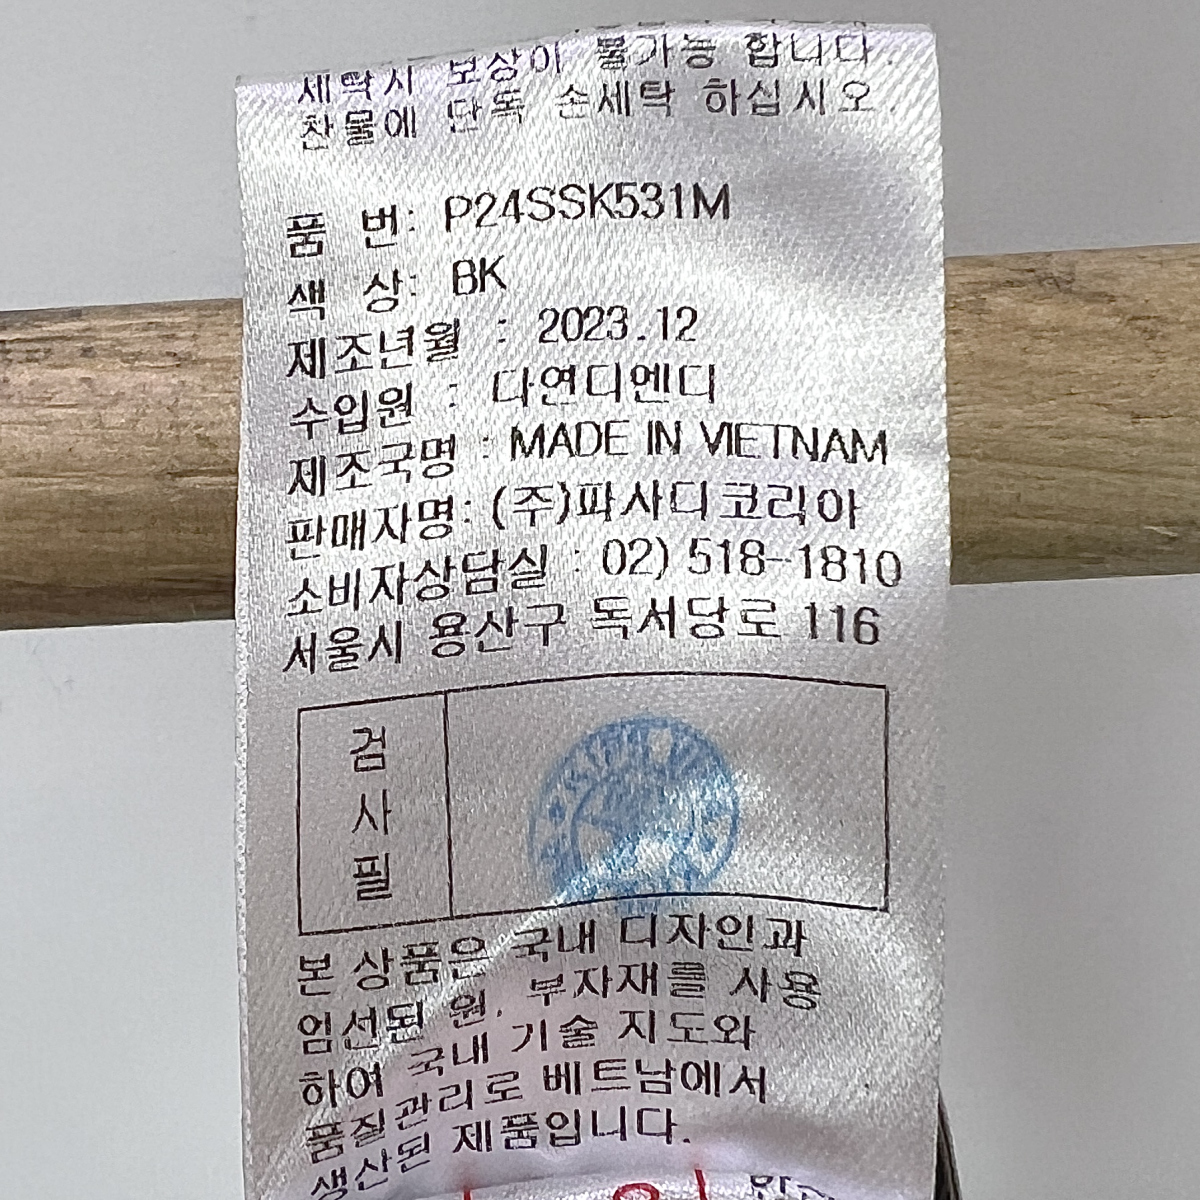 세탁시 보상이 불가능 합니다.
찬물에 단독 손세탁 하십시오.
품 번: P24SSK531M
색 상: BK
제조년월 : 2023.12
수입원 : 다연디엔디
제조국명 : MADE IN VIETNAM
판매자명: (주)파사디코리아
소비자상담실 : 02) 518-1810
서울시 용산구 독서당로 116
검
사
필
본 상품은 국내 디자인과
엄선된 원, 부자재를 사용
하여 국내 기술 지도와
품질관리로 베트남에서
생산된 제품입니다.